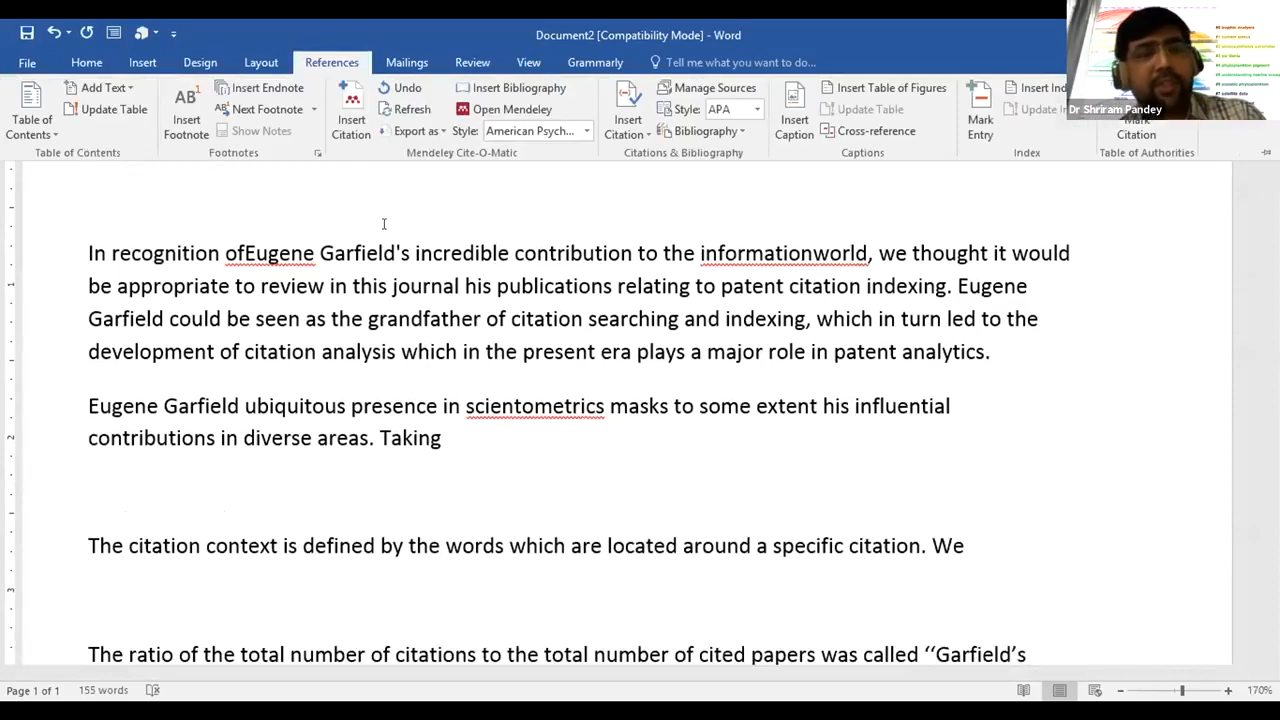 cument2 [Compatibility Mode] - Word
File Home Insert Design Layout References Mailings Review Grammarly Tell me what you want to do...
Table of Contents
Add Text
Update Table
Table of Contents
AB
Insert Footnote
Insert Endnote
Next Footnote
Show Notes
Footnotes
Insert Citation
Undo
Export as
Insert Bibliography
Open Mendeley
Style: American Psych...
Mendeley Cite-O-Matic
Insert Citation
Manage Sources
Style: APA
Bibliography
Citations & Bibliography
Insert Caption
Insert Table of Figures
Update Table
Cross-reference
Captions
Mark Entry
Insert Ind
Update In
Index
Mark Citation
Table of Authorities
Dr Shriram Pandey
In recognition ofEugene Garfield's incredible contribution to the informationworld, we thought it would
be appropriate to review in this journal his publications relating to patent citation indexing. Eugene
Garfield could be seen as the grandfather of citation searching and indexing, which in turn led to the
development of citation analysis which in the present era plays a major role in patent analytics.
Eugene Garfield ubiquitous presence in scientometrics masks to some extent his influential
contributions in diverse areas. Taking
The citation context is defined by the words which are located around a specific citation. We
The ratio of the total number of citations to the total number of cited papers was called ‘‘Garfield’s
1
2
3
Page 1 of 1 155 words 170%